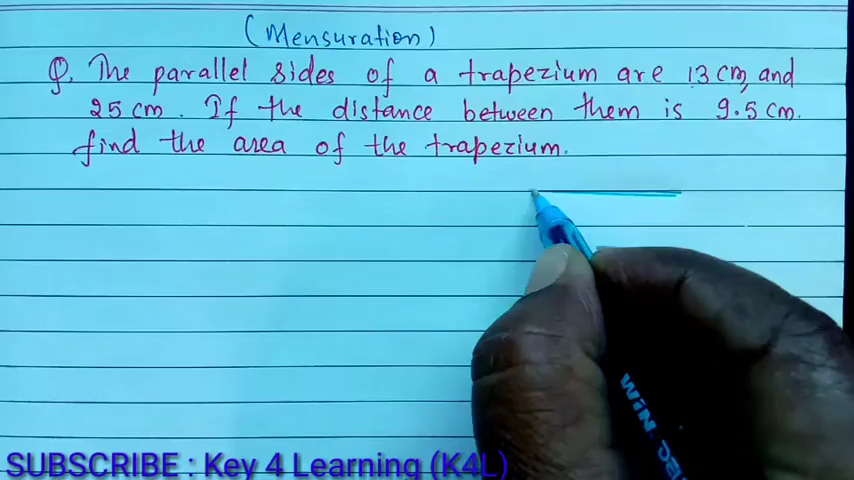 (Mensuration)
Q. The parallel sides of a trapezium are 13 cm, and
25 cm. If the distance between them is 9.5 cm.
find the area of the trapezium.
WIN
SUBSCRIBE : Key 4 Learning (K4L)